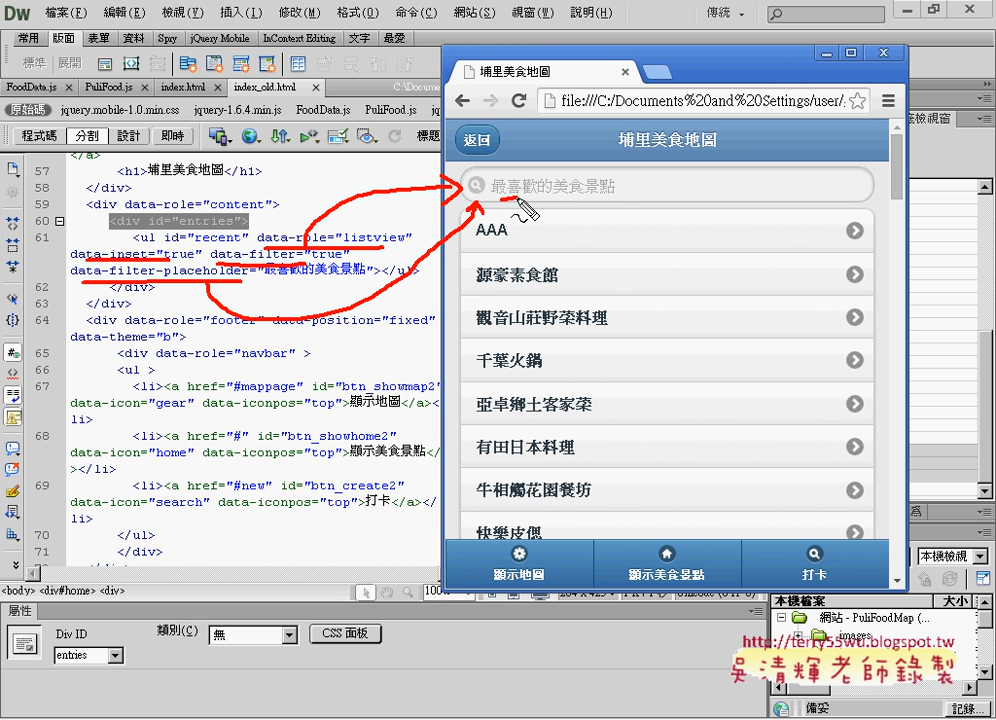 Dw 檔案(F) 編輯(E) 檢視(V) 插入(I) 修改(M) 格式(O) 命令(C) 網站(S) 視窗(W) 說明(H) 傳統
常用 版面 表單 資料 Spry jQuery Mobile InContext Editing 文字 最愛
標準 展開
FoodData.js PuliFood.js index.html index_old.html
原始碼 jquery.mobile-1.0.min.css jquery-1.6.4.min.js FoodData.js PuliFood.js
程式碼 分割 設計 即時 標題
</a>
57 <h1>埔里美食地圖</h1>
58 </div>
59 <div data-role="content">
60 <div id="entries">
61 <ul id="recent" data-role="listview"
data-inset="true" data-filter="true"
data-filter-placeholder="最喜歡的美食景點"></ul>
62 </div>
63 </div>
64 <div data-role="footer" data-position="fixed"
data-theme="b">
65 <div data-role="navbar" >
66 <ul >
67 <li><a href="#mappage" id="btn_showmap2"
data-icon="gear" data-iconpos="top">顯示地圖</a><
li>
68 <li><a href="#" id="btn_showhome2"
data-icon="home" data-iconpos="top">顯示美食景點</
></li>
69 <li><a href="#new" id="btn_create2"
data-icon="search" data-iconpos="top">打卡</a></
li>
70 </ul>
71 </div>
<body> <div#home> <div>
屬性
Div ID
entries
類別(C) 無
CSS 面板
埔里美食地圖
file:///C:/Documents%20and%20Settings/user/
返回 埔里美食地圖
最喜歡的美食景點
AAA
源豪素食館
觀音山莊野菜料理
千葉火鍋
亞卓鄉土客家菜
有田日本料理
牛相觸花園餐坊
快樂皮偲
顯示地圖 顯示美食景點 打卡
本機檢視
本機檔案 大小
網站 - PuliFoodMap (...
images
http://terry55wu.blogspot.tw
吳清輝老師錄製
備妥 記錄...